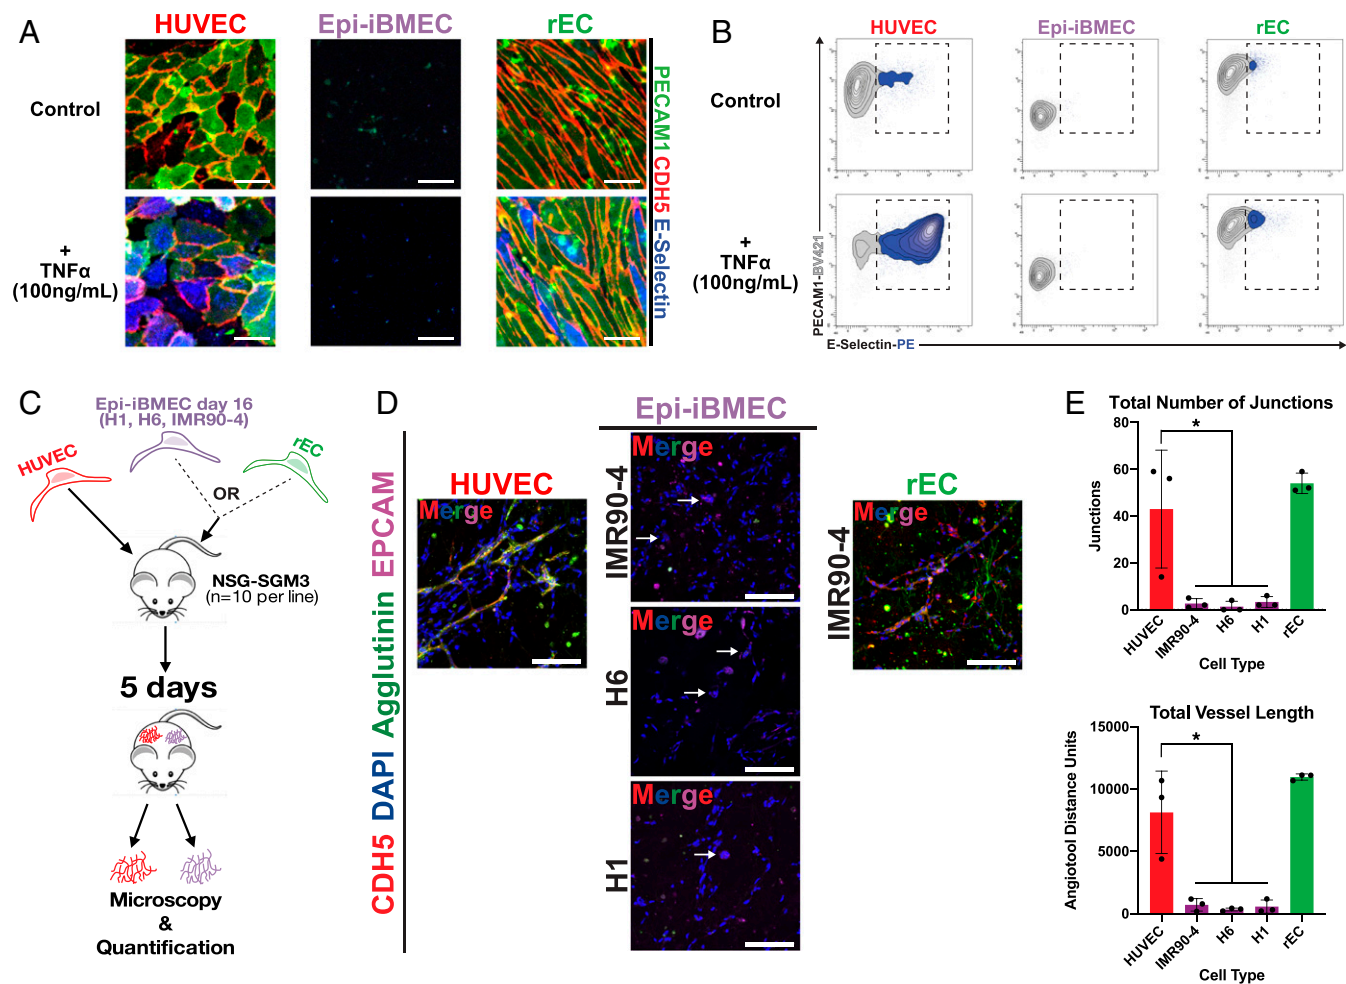 A
HUVEC
Epi-iBMEC
rEC
Control
+
TNFα
(100ng/mL)
PECAM1 CDH5 E-Selectin
B
HUVEC
Epi-iBMEC
rEC
Control
+
TNFα
(100ng/mL)
PECAM1-BV421
E-Selectin-PE
C
Epi-iBMEC day 16
(H1, H6, IMR90-4)
HUVEC
rEC
OR
NSG-SGM3
(n=10 per line)
5 days
Microscopy
&
Quantification
D
CDH5 DAPI Agglutinin EPCAM
HUVEC
Merge
Epi-iBMEC
IMR90-4
Merge
H6
Merge
H1
Merge
rEC
IMR90-4
Merge
E
Total Number of Junctions
Junctions
80
60
40
20
0
*
HUVEC
IMR90-4
H6
H1
rEC
Cell Type
Total Vessel Length
Angiotool Distance Units
15000
10000
5000
0
*
HUVEC
IMR90-4
H6
H1
rEC
Cell Type